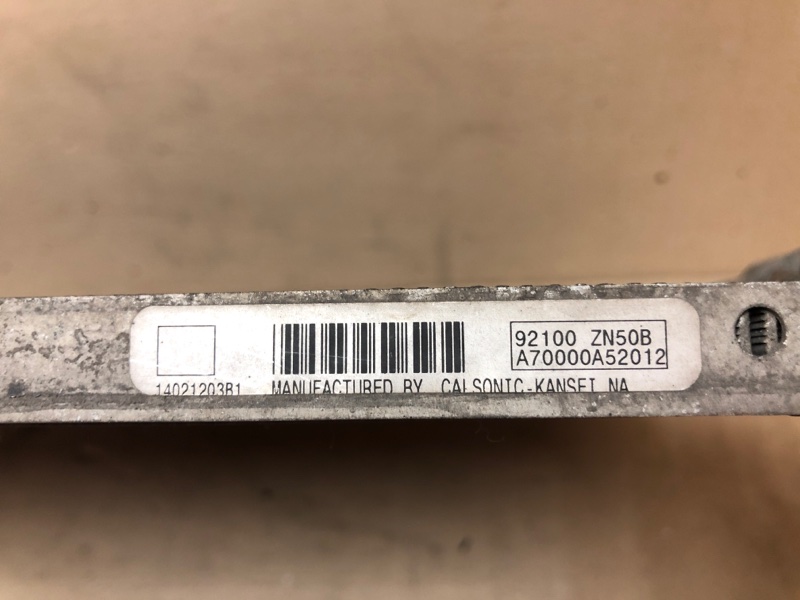 92100 ZN50B
A70000A52012
14021203B1
MANUFACTURED BY CALSONIC-KANSEI NA